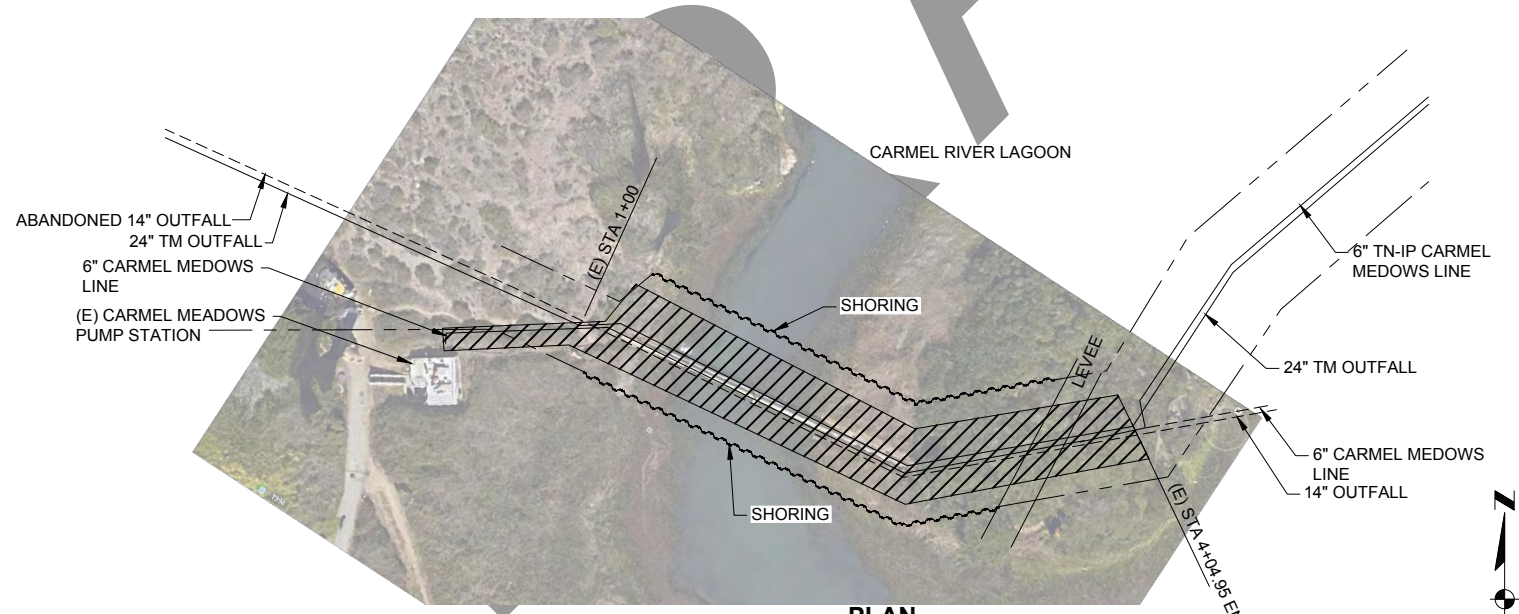 CARMEL RIVER LAGOON
ABANDONED 14" OUTFALL
24" TM OUTFALL
6" CARMEL MEDOWS
LINE
(E) CARMEL MEADOWS
PUMP STATION
(E) STA 1+00
SHORING
SHORING
LEVEE
6" TN-IP CARMEL
MEDOWS LINE
24" TM OUTFALL
6" CARMEL MEDOWS
LINE
14" OUTFALL
(E) STA 4+04.95
PLAN
Z